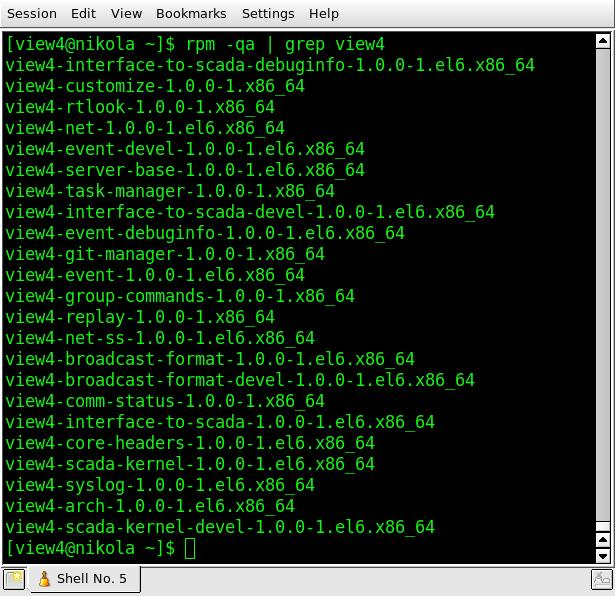 Session Edit View Bookmarks Settings Help
[view4@nikola ~]$ rpm -qa | grep view4
view4-interface-to-scada-debuginfo-1.0.0-1.el6.x86_64
view4-customize-1.0.0-1.x86_64
view4-rtlook-1.0.0-1.x86_64
view4-net-1.0.0-1.el6.x86_64
view4-event-devel-1.0.0-1.el6.x86_64
view4-server-base-1.0.0-1.el6.x86_64
view4-task-manager-1.0.0-1.x86_64
view4-interface-to-scada-devel-1.0.0-1.el6.x86_64
view4-event-debuginfo-1.0.0-1.el6.x86_64
view4-git-manager-1.0.0-1.x86_64
view4-event-1.0.0-1.el6.x86_64
view4-group-commands-1.0.0-1.x86_64
view4-replay-1.0.0-1.x86_64
view4-net-ss-1.0.0-1.el6.x86_64
view4-broadcast-format-1.0.0-1.el6.x86_64
view4-broadcast-format-devel-1.0.0-1.el6.x86_64
view4-comm-status-1.0.0-1.x86_64
view4-interface-to-scada-1.0.0-1.el6.x86_64
view4-core-headers-1.0.0-1.el6.x86_64
view4-scada-kernel-1.0.0-1.el6.x86_64
view4-syslog-1.0.0-1.el6.x86_64
view4-arch-1.0.0-1.el6.x86_64
view4-scada-kernel-devel-1.0.0-1.el6.x86_64
[view4@nikola ~]$
Shell No. 5